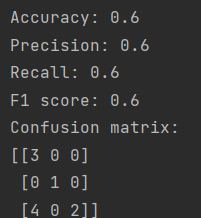 Accuracy: 0.6
Precision: 0.6
Recall: 0.6
F1 score: 0.6
Confusion matrix:
[[3 0 0]
 [0 1 0]
 [4 0 2]]